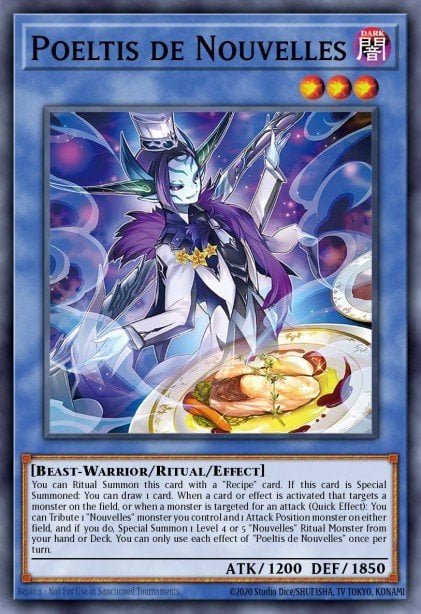 POELTIS DE NOUVELLES
DARK
闇
[BEAST-WARRIOR/RITUAL/EFFECT]
You can Ritual Summon this card with a "Recipe" card. If this card is Special
Summoned: You can draw 1 card. When a card or effect is activated that targets a
monster on the field, or when a monster is targeted for an attack (Quick Effect): You
can Tribute 1 "Nouvelles" monster you control and 1 Attack Position monster on either
field, and if you do, Special Summon 1 Level 4 or 5 "Nouvelles" Ritual Monster from
your hand or Deck. You can only use each effect of "Poeltis de Nouvelles" once per
turn.
ATK/1200 DEF/1850
Replica - Not For Use in Sanctioned Tournaments.
©2020 Studio Dice/SHUEISHA, TV TOKYO, KONAMI